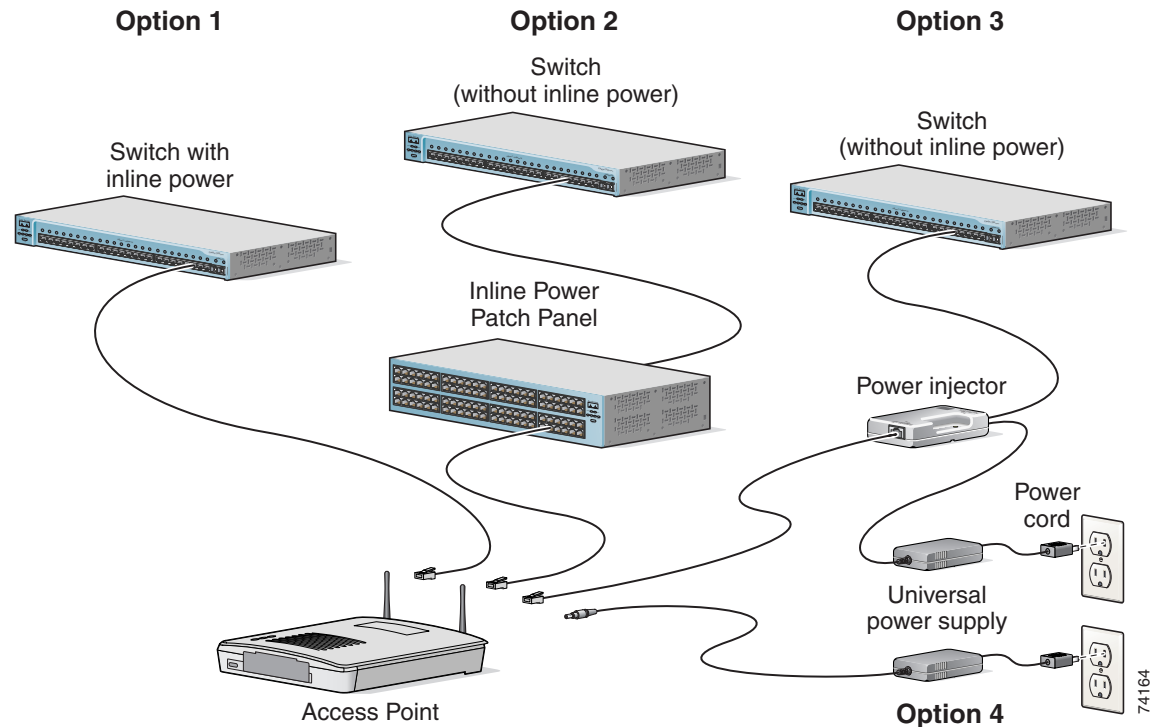 Option 1
Option 2
Option 3
Switch
(without inline power)
Switch
(without inline power)
Switch with
inline power
Inline Power
Patch Panel
Power injector
Power
cord
Universal
power supply
Access Point
Option 4
74164